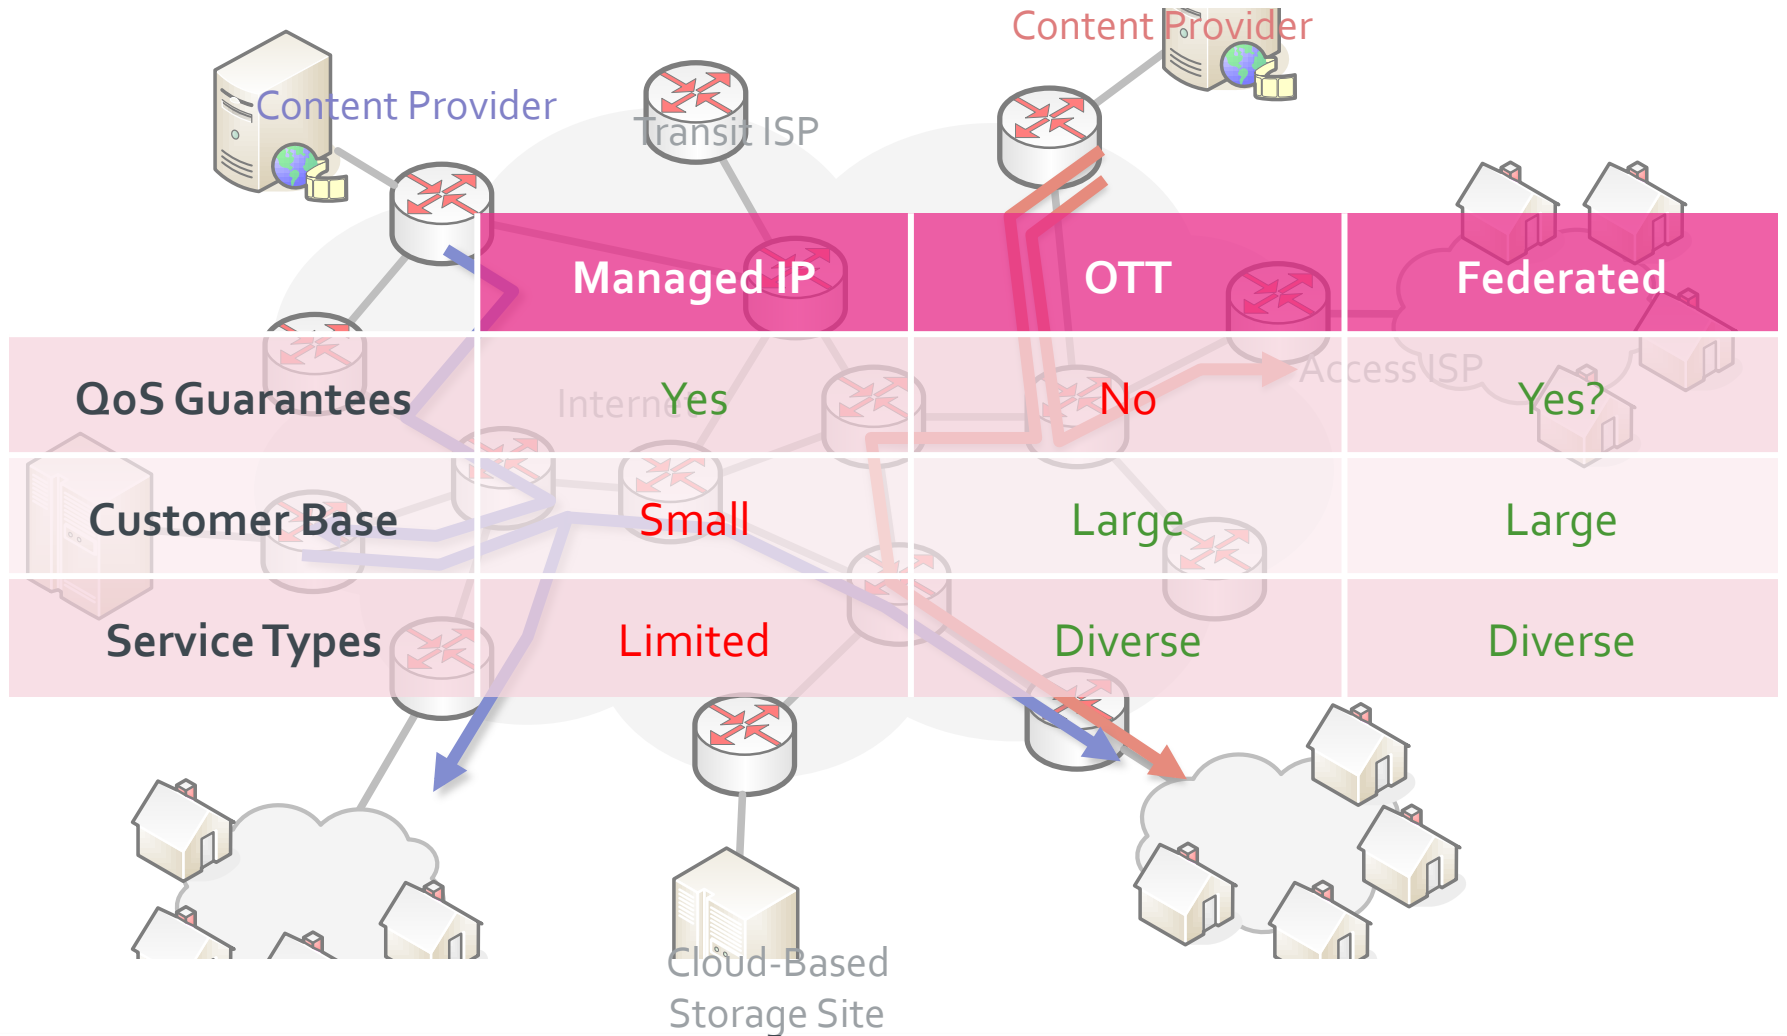 Content Provider
Content Provider
Transit ISP
Managed IP
OTT
Federated
Access ISP
QoS Guarantees
Internet
Yes
No
Yes?
Customer Base
Small
Large
Large
Service Types
Limited
Diverse
Diverse
Cloud-Based
Storage Site